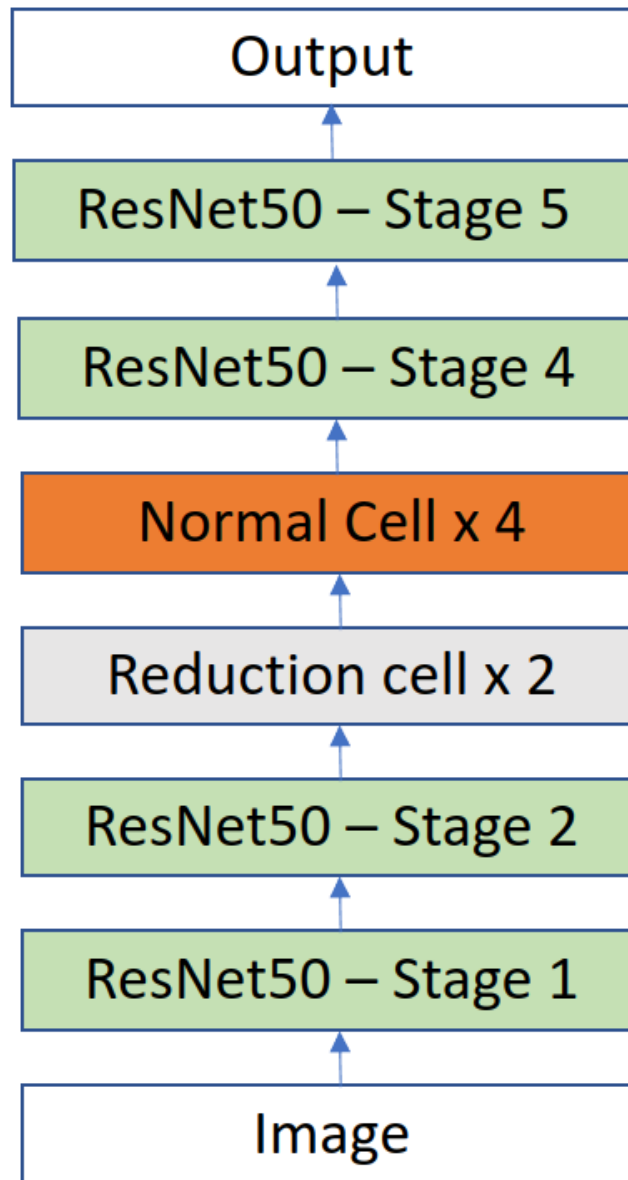 Output
ResNet50 – Stage 5
ResNet50 – Stage 4
Normal Cell x 4
Reduction cell x 2
ResNet50 – Stage 2
ResNet50 – Stage 1
Image